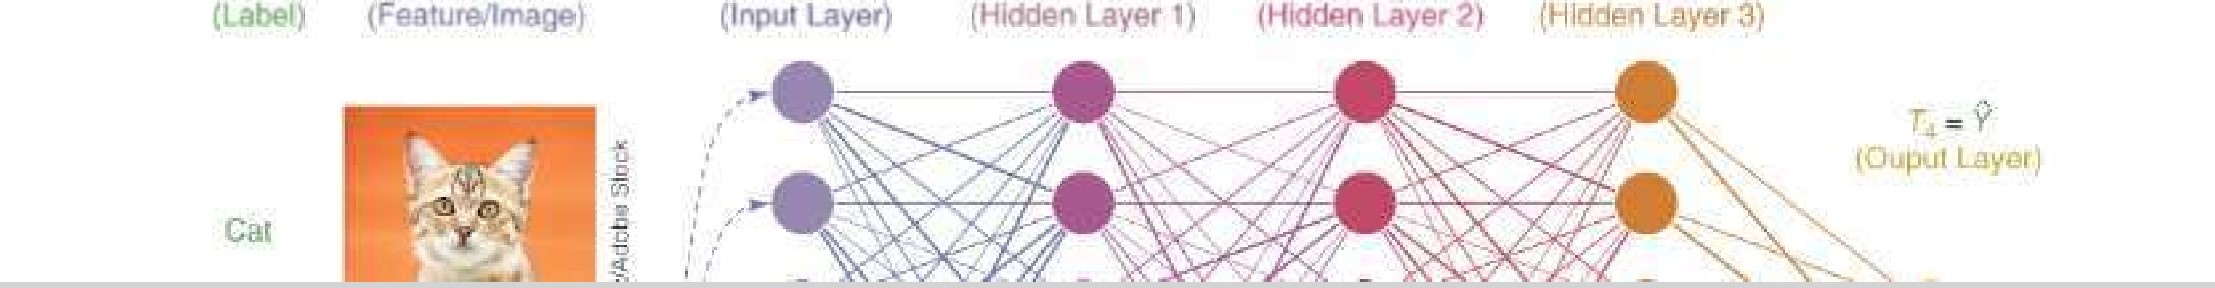 (Label) (Feature/Image) (Input Layer) (Hidden Layer 1) (Hidden Layer 2) (Hidden Layer 3)
T₄ = Ŷ
(Ouput Layer)
Cat
/Adobe Stock